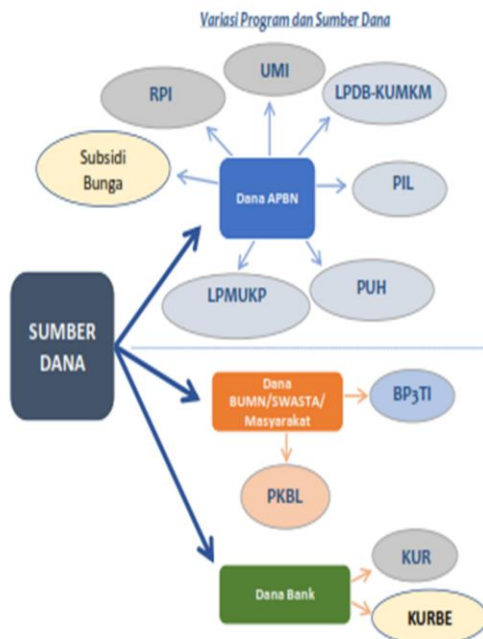 Variasi Program dan Sumber Dana
UMI
RPI
LPDB-KUMKM
Subsidi
Bunga
Dana APBN
PIL
LPMUKP
PUH
SUMBER
DANA
Dana
BUMN/SWASTA/
Masyarakat
BP3TI
PKBL
KUR
Dana Bank
KURBE